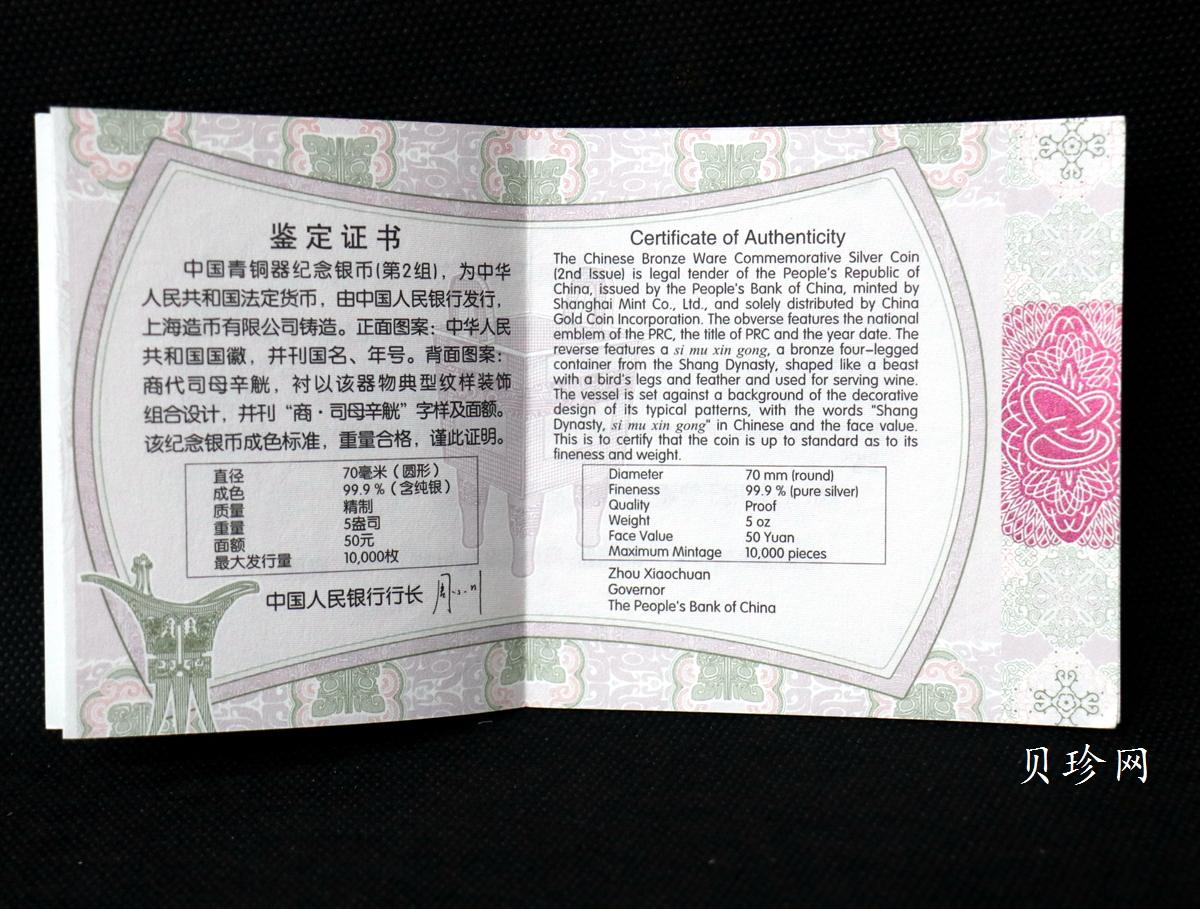 鉴定证书
中国青铜器纪念银币(第2组)，为中华
人民共和国法定货币，由中国人民银行发行，
上海造币有限公司铸造。正面图案：中华人民
共和国国徽，并刊国名、年号。背面图案：
商代司母辛觥，衬以该器物典型纹样装饰
组合设计，并刊“商·司母辛觥”字样及面额。
该纪念银币成色标准，重量合格，谨此证明。
直径 70毫米（圆形）
成色 99.9％（含纯银）
质量 精制
重量 5盎司
面额 50元
最大发行量 10,000枚
中国人民银行行长
Certificate of Authenticity
The Chinese Bronze Ware Commemorative Silver Coin
(2nd Issue) is legal tender of the People's Republic of
China, issued by the People's Bank of China, minted by
Shanghai Mint Co., Ltd., and solely distributed by China
Gold Coin Incorporation. The obverse features the national
emblem of the PRC, the title of PRC and the year date. The
reverse features a si mu xin gong, a bronze four-legged
container from the Shang Dynasty, shaped like a beast
with a bird's legs and feather and used for serving wine.
The vessel is set against a background of the decorative
design of its typical patterns, with the words "Shang
Dynasty, si mu xin gong" in Chinese and the face value.
This is to certify that the coin is up to standard as to its
fineness and weight.
Diameter 70 mm (round)
Fineness 99.9 % (pure silver)
Quality Proof
Weight 5 oz
Face Value 50 Yuan
Maximum Mintage 10,000 pieces
Zhou Xiaochuan
Governor
The People's Bank of China
贝珍网